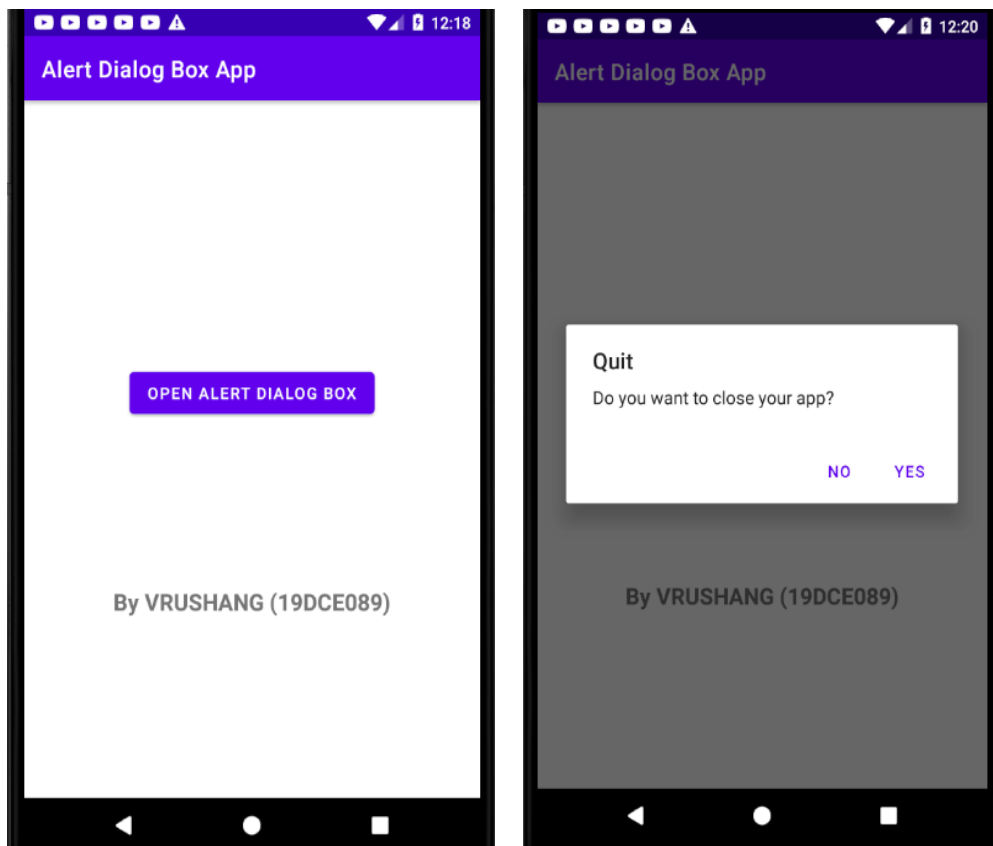 12:18
Alert Dialog Box App
OPEN ALERT DIALOG BOX
By VRUSHANG (19DCE089)
12:20
Alert Dialog Box App
Quit
Do you want to close your app?
NO YES
By VRUSHANG (19DCE089)